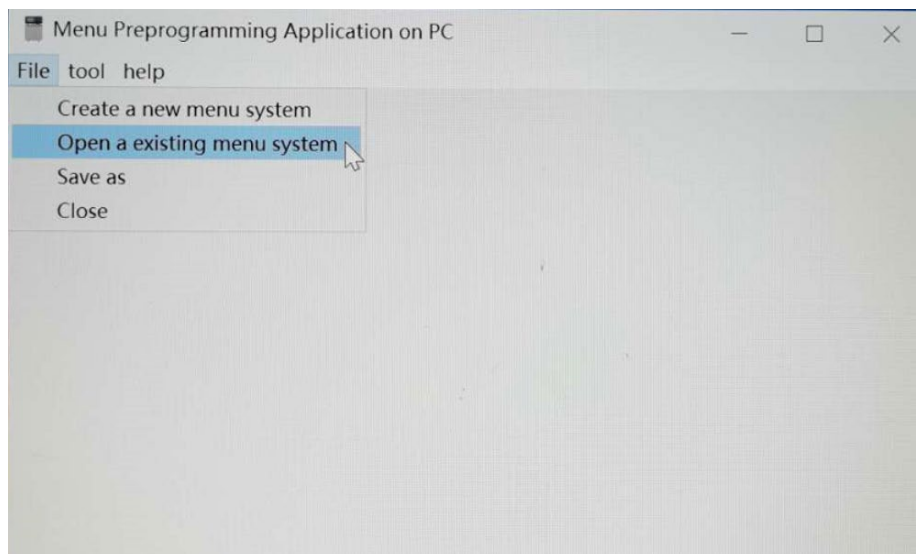 Menu Preprogramming Application on PC
File tool help
Create a new menu system
Open a existing menu system
Save as
Close